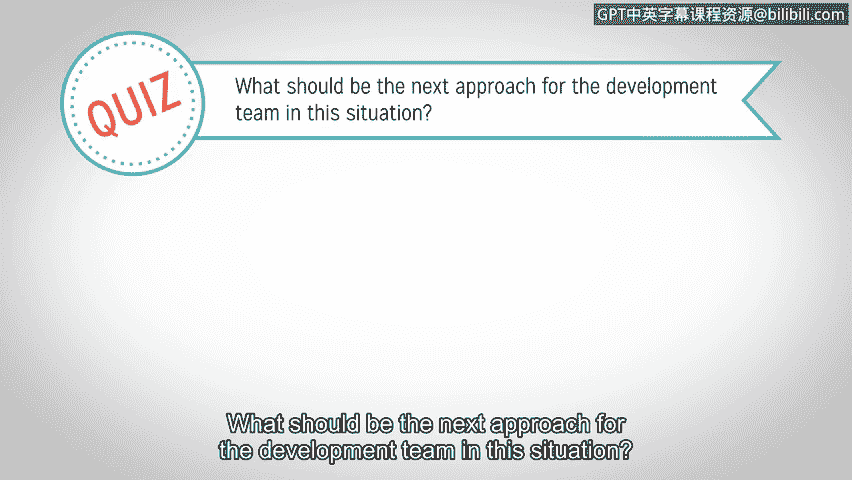 GPT中英字幕课程资源@bilibili.com
QUIZ
What should be the next approach for the development
team in this situation?
What should be the next approach for
the development team in this situation?